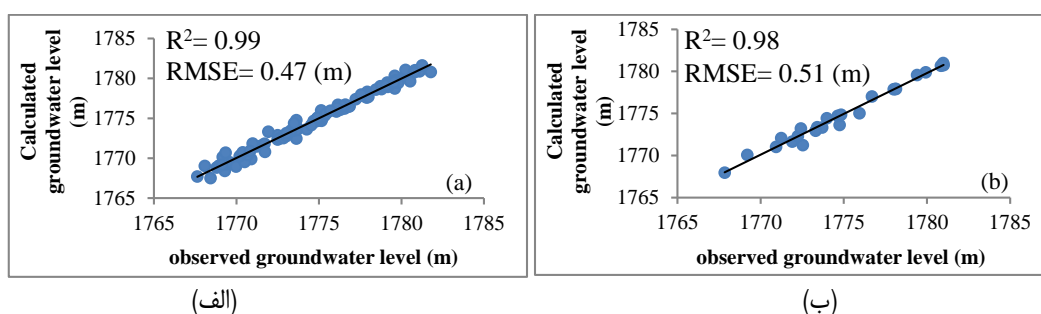 R²= 0.99
RMSE= 0.47 (m)
Calculated
groundwater level
(m)
1785
1780
1775
1770
1765
(a)
1765 1770 1775 1780 1785
observed groundwater level (m)
(الف)
R²= 0.98
RMSE= 0.51 (m)
Calculated
groundwater level
(m)
1785
1780
1775
1770
1765
(b)
1765 1770 1775 1780 1785
observed groundwater level (m)
(ب)